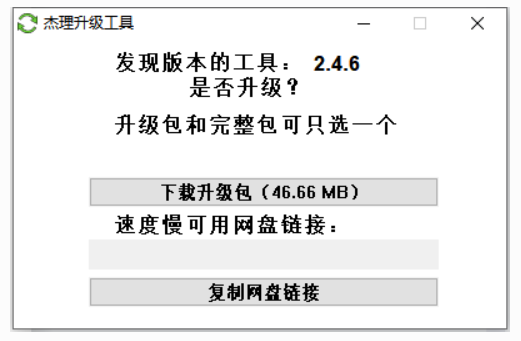 杰理升级工具
发现版本的工具： 2.4.6
是否升级？
升级包和完整包可只选一个
下载升级包（46.66 MB）
速度慢可用网盘链接：
复制网盘链接